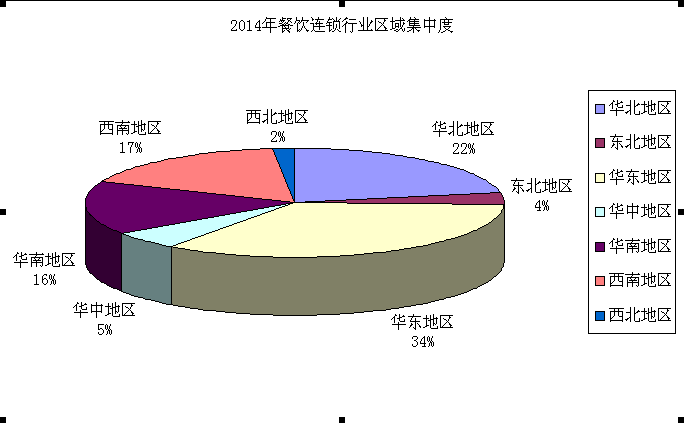 2014年餐饮连锁行业区域集中度
西北地区
2%
西南地区
17%
华北地区
22%
东北地区
4%
华南地区
16%
华中地区
5%
华东地区
34%
华北地区
东北地区
华东地区
华中地区
华南地区
西南地区
西北地区